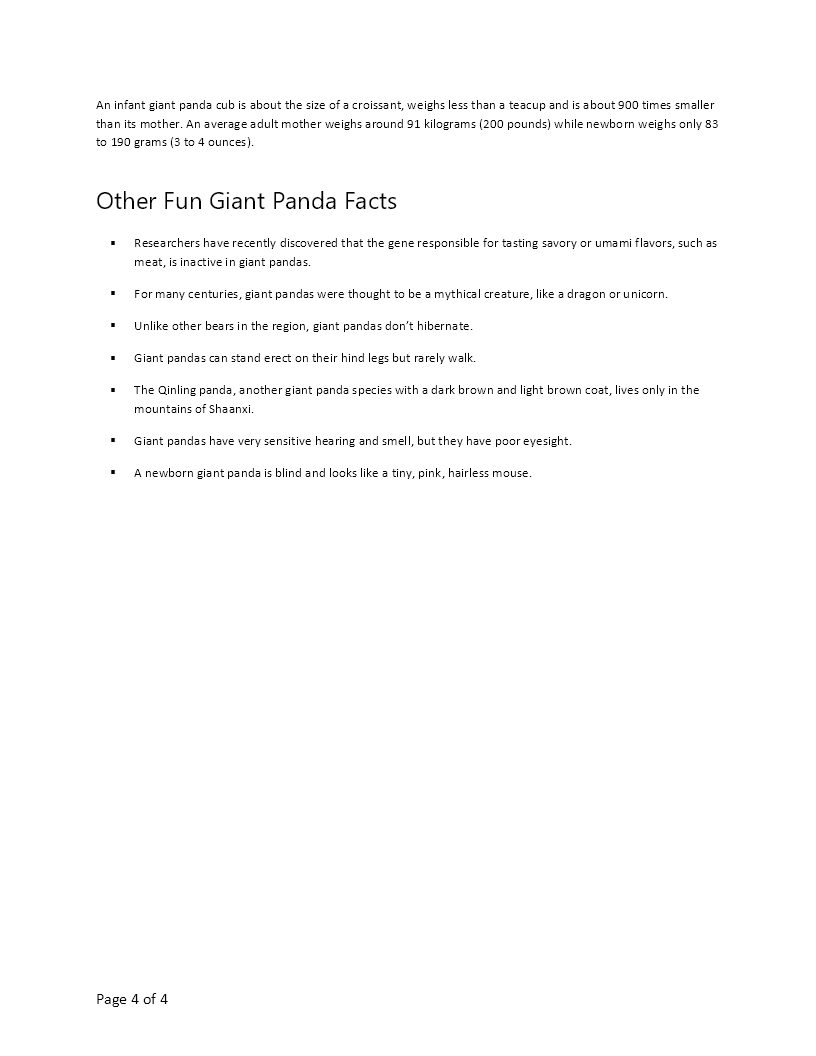 An infant giant panda cub is about the size of a croissant, weighs less than a teacup and is about 900 times smaller
than its mother. An average adult mother weighs around 91 kilograms (200 pounds) while newborn weighs only 83
to 190 grams (3 to 4 ounces).
Other Fun Giant Panda Facts
▪ Researchers have recently discovered that the gene responsible for tasting savory or umami flavors, such as
meat, is inactive in giant pandas.
▪ For many centuries, giant pandas were thought to be a mythical creature, like a dragon or unicorn.
▪ Unlike other bears in the region, giant pandas don’t hibernate.
▪ Giant pandas can stand erect on their hind legs but rarely walk.
▪ The Qinling panda, another giant panda species with a dark brown and light brown coat, lives only in the
mountains of Shaanxi.
▪ Giant pandas have very sensitive hearing and smell, but they have poor eyesight.
▪ A newborn giant panda is blind and looks like a tiny, pink, hairless mouse.
Page 4 of 4